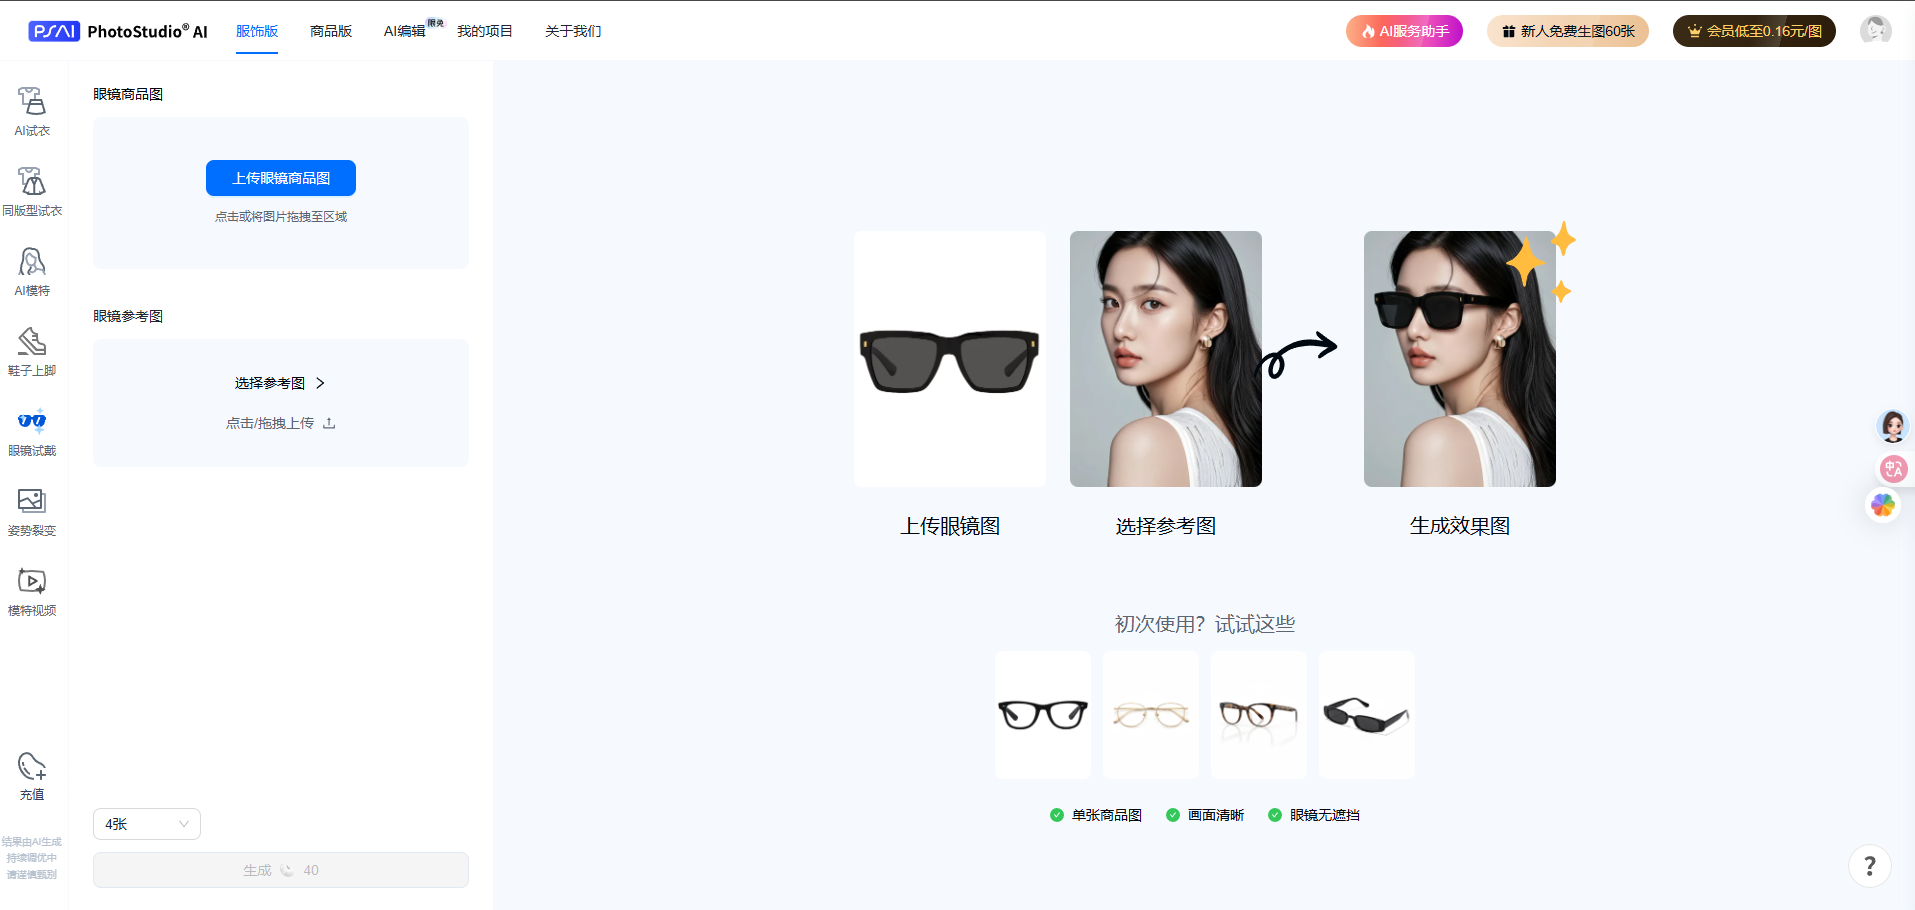 PSAI PhotoStudio® AI
服饰版
商品版
AI编辑
限免
我的项目
关于我们
AI服务助手
新人免费生图60张
会员低至0.16元/图
AI试衣
同版型试衣
AI模特
鞋子上脚
眼镜试戴
姿势裂变
模特视频
充值
结果由AI生成
持续调优中
请谨慎甄别
眼镜商品图
上传眼镜商品图
点击或将图片拖拽至区域
眼镜参考图
选择参考图
点击/拖拽上传
4张
生成 40
上传眼镜图
选择参考图
生成效果图
初次使用？试试这些
单张商品图
画面清晰
眼镜无遮挡
中A
?